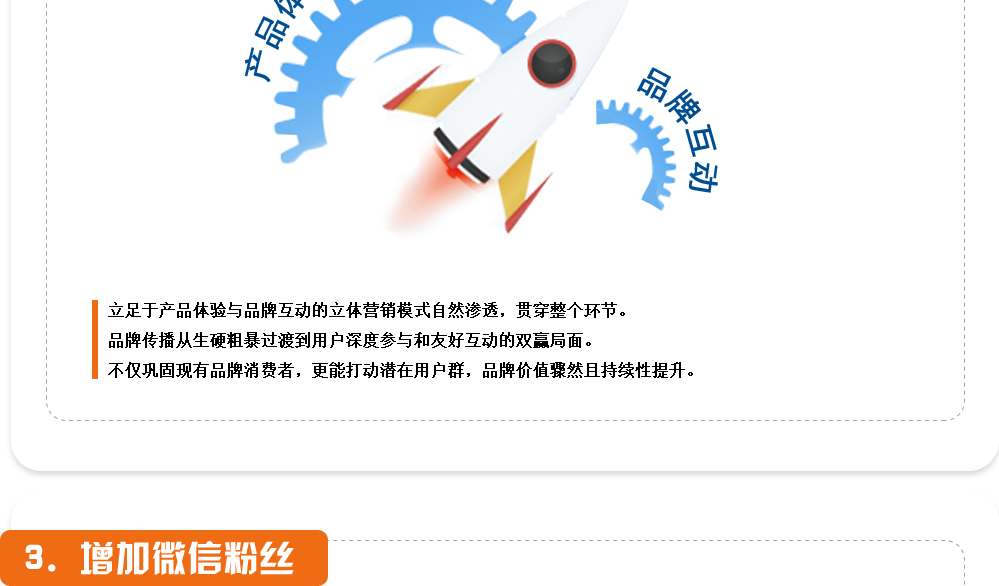 产品体
品牌互动
立足于产品体验与品牌互动的立体营销模式自然渗透，贯穿整个环节。
品牌传播从生硬粗暴过渡到用户深度参与和友好互动的双赢局面。
不仅巩固现有品牌消费者，更能打动潜在用户群，品牌价值骤然且持续性提升。
3. 增加微信粉丝